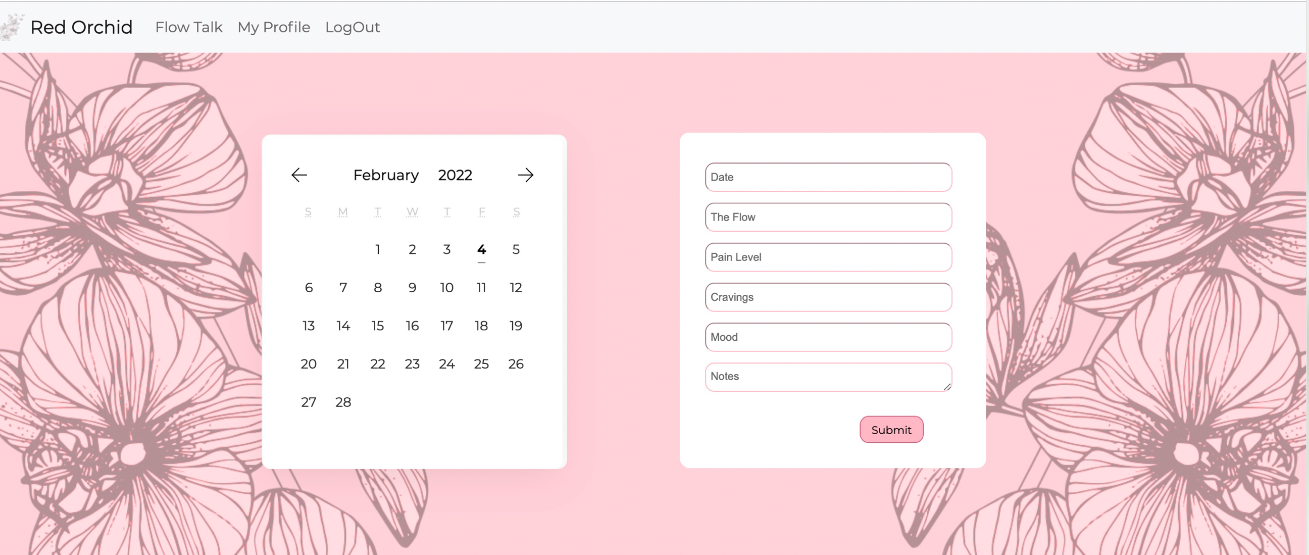 Red Orchid Flow Talk My Profile LogOut
February 2022
S M T W T F S
1 2 3 4 5
6 7 8 9 10 11 12
13 14 15 16 17 18 19
20 21 22 23 24 25 26
27 28
Date
The Flow
Pain Level
Cravings
Mood
Notes
Submit